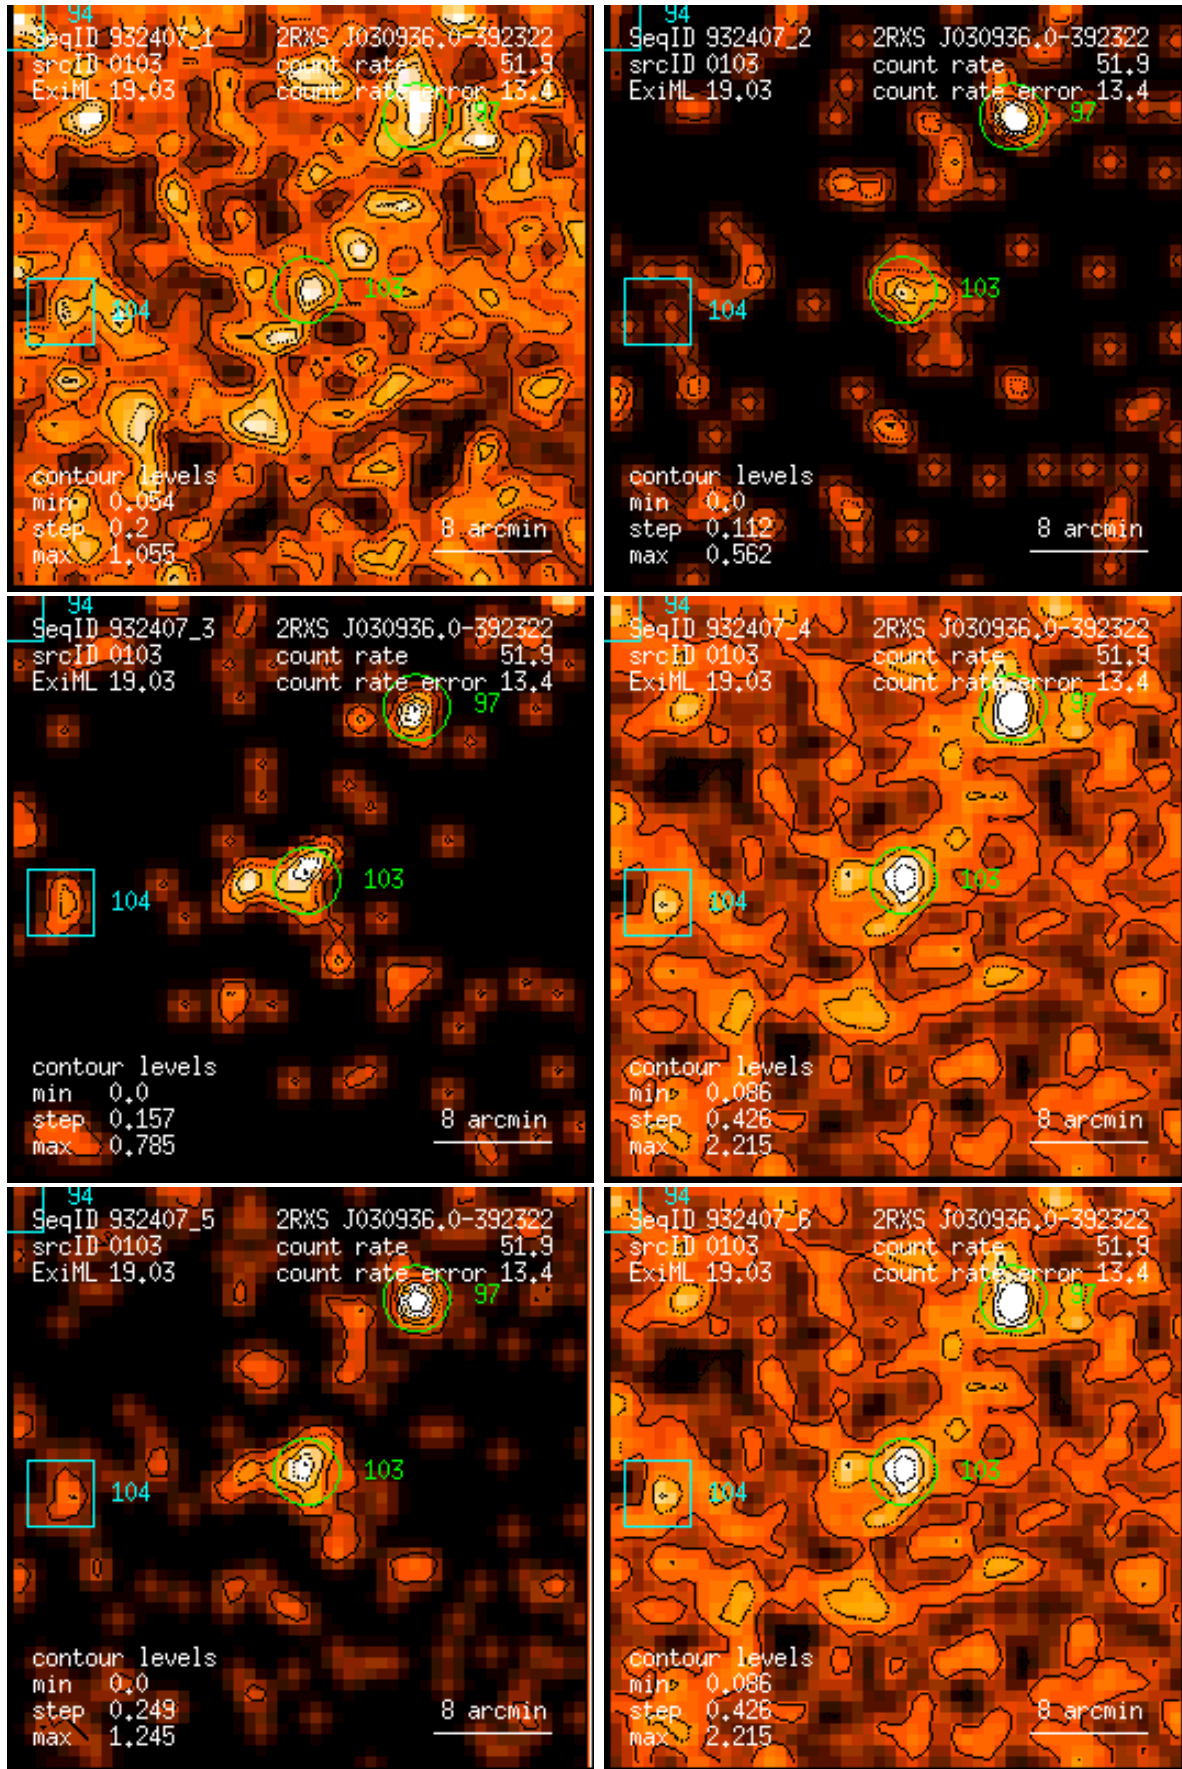 94
SeqID 932407_1 2RXS J030936.0-392322
srcID 0103 count rate 51.9
ExiML 19.03 count rate error 13.4
97
103
104
contour levels
min 0.054
step 0.2 8 arcmin
max 1.055
SeqID 932407_2 2RXS J030936.0-392322
srcID 0103 count rate 51.9
ExiML 19.03 count rate error 13.4
97
103
104
contour levels
min 0.0
step 0.112 8 arcmin
max 0.562
94
SeqID 932407_3 2RXS J030936.0-392322
srcID 0103 count rate 51.9
ExiML 19.03 count rate error 13.4
97
103
104
contour levels
min 0.0
step 0.157 8 arcmin
max 0.785
94
SeqID 932407_4 2RXS J030936.0-392322
srcID 0103 count rate 51.9
ExiML 19.03 count rate error 13.4
97
103
104
contour levels
min 0.086
step 0.426 8 arcmin
max 2.215
94
SeqID 932407_5 2RXS J030936.0-392322
srcID 0103 count rate 51.9
ExiML 19.03 count rate error 13.4
97
103
104
contour levels
min 0.0
step 0.249 8 arcmin
max 1.245
94
SeqID 932407_6 2RXS J030936.0-392322
srcID 0103 count rate 51.9
ExiML 19.03 count rate error 13.4
97
103
104
contour levels
min 0.086
step 0.426 8 arcmin
max 2.215